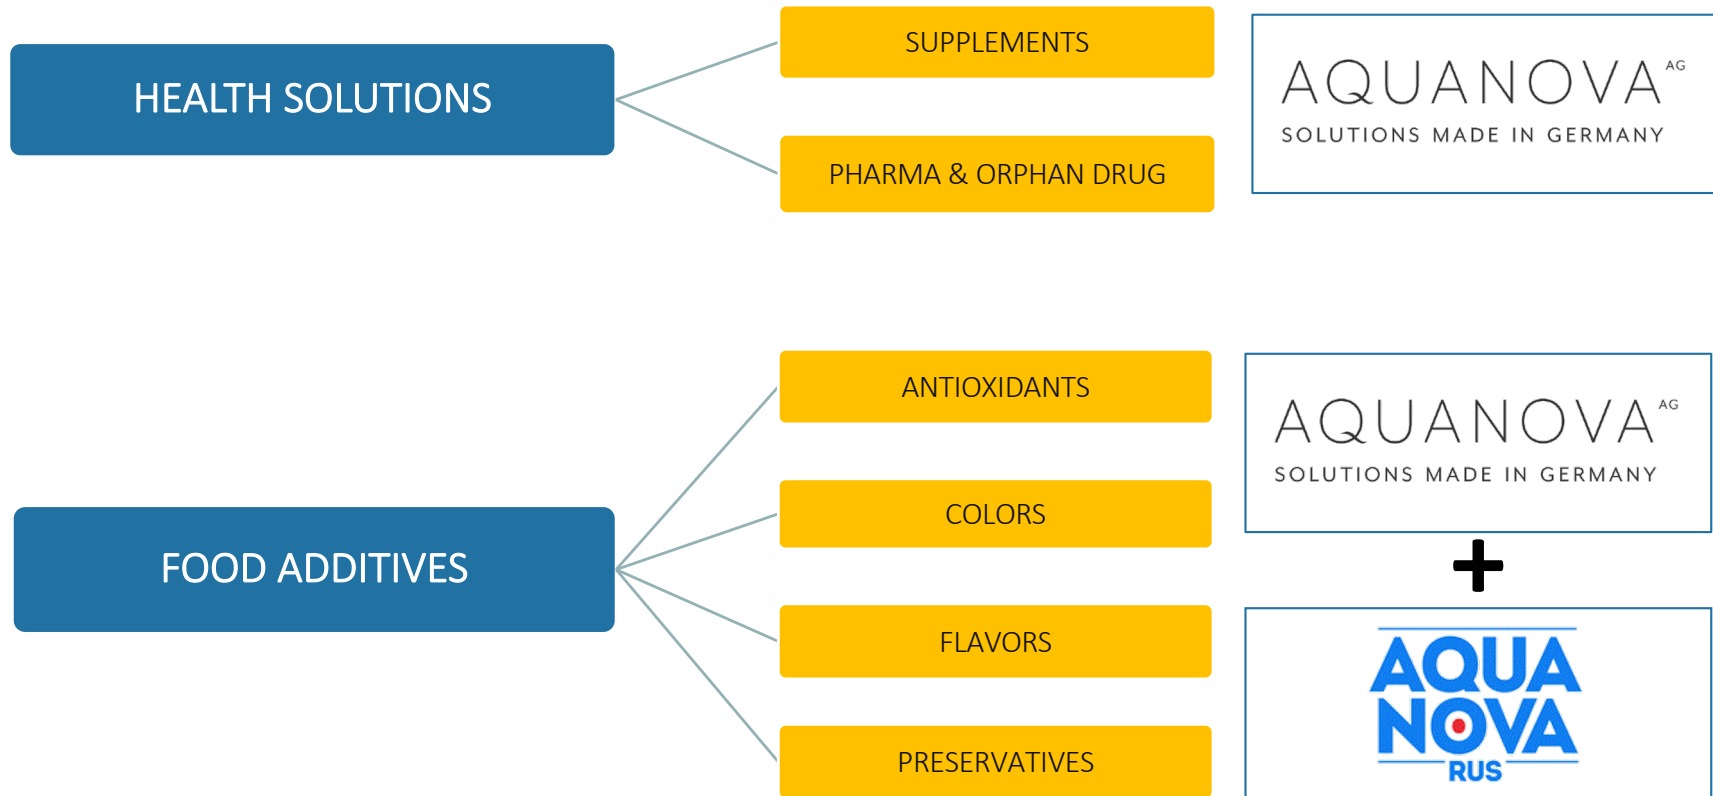 HEALTH SOLUTIONS
SUPPLEMENTS
PHARMA & ORPHAN DRUG
AQUANOVA AG
SOLUTIONS MADE IN GERMANY
FOOD ADDITIVES
ANTIOXIDANTS
COLORS
FLAVORS
PRESERVATIVES
AQUANOVA AG
SOLUTIONS MADE IN GERMANY
+
AQUA
NOVA
RUS